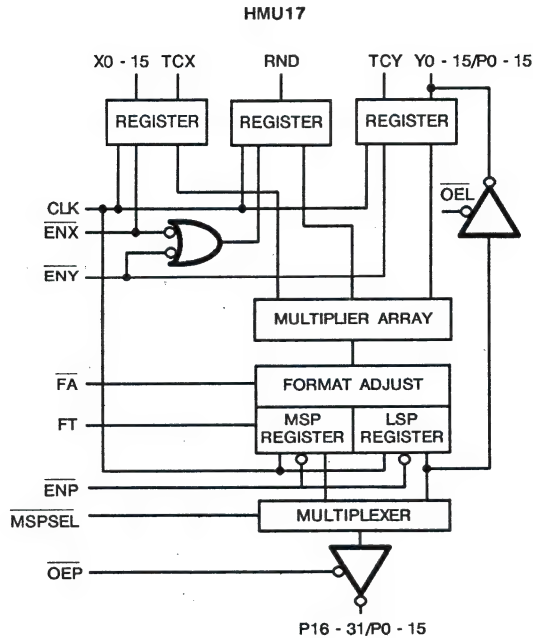 HMU17
X0 - 15 TCX RND TCY Y0 - 15/P0 - 15
REGISTER REGISTER REGISTER
OEL
CLK
ENX
ENY
MULTIPLIER ARRAY
FA FORMAT ADJUST
FT MSP REGISTER LSP REGISTER
ENP
MSPSEL MULTIPLEXER
OEP
P16 - 31/P0 - 15